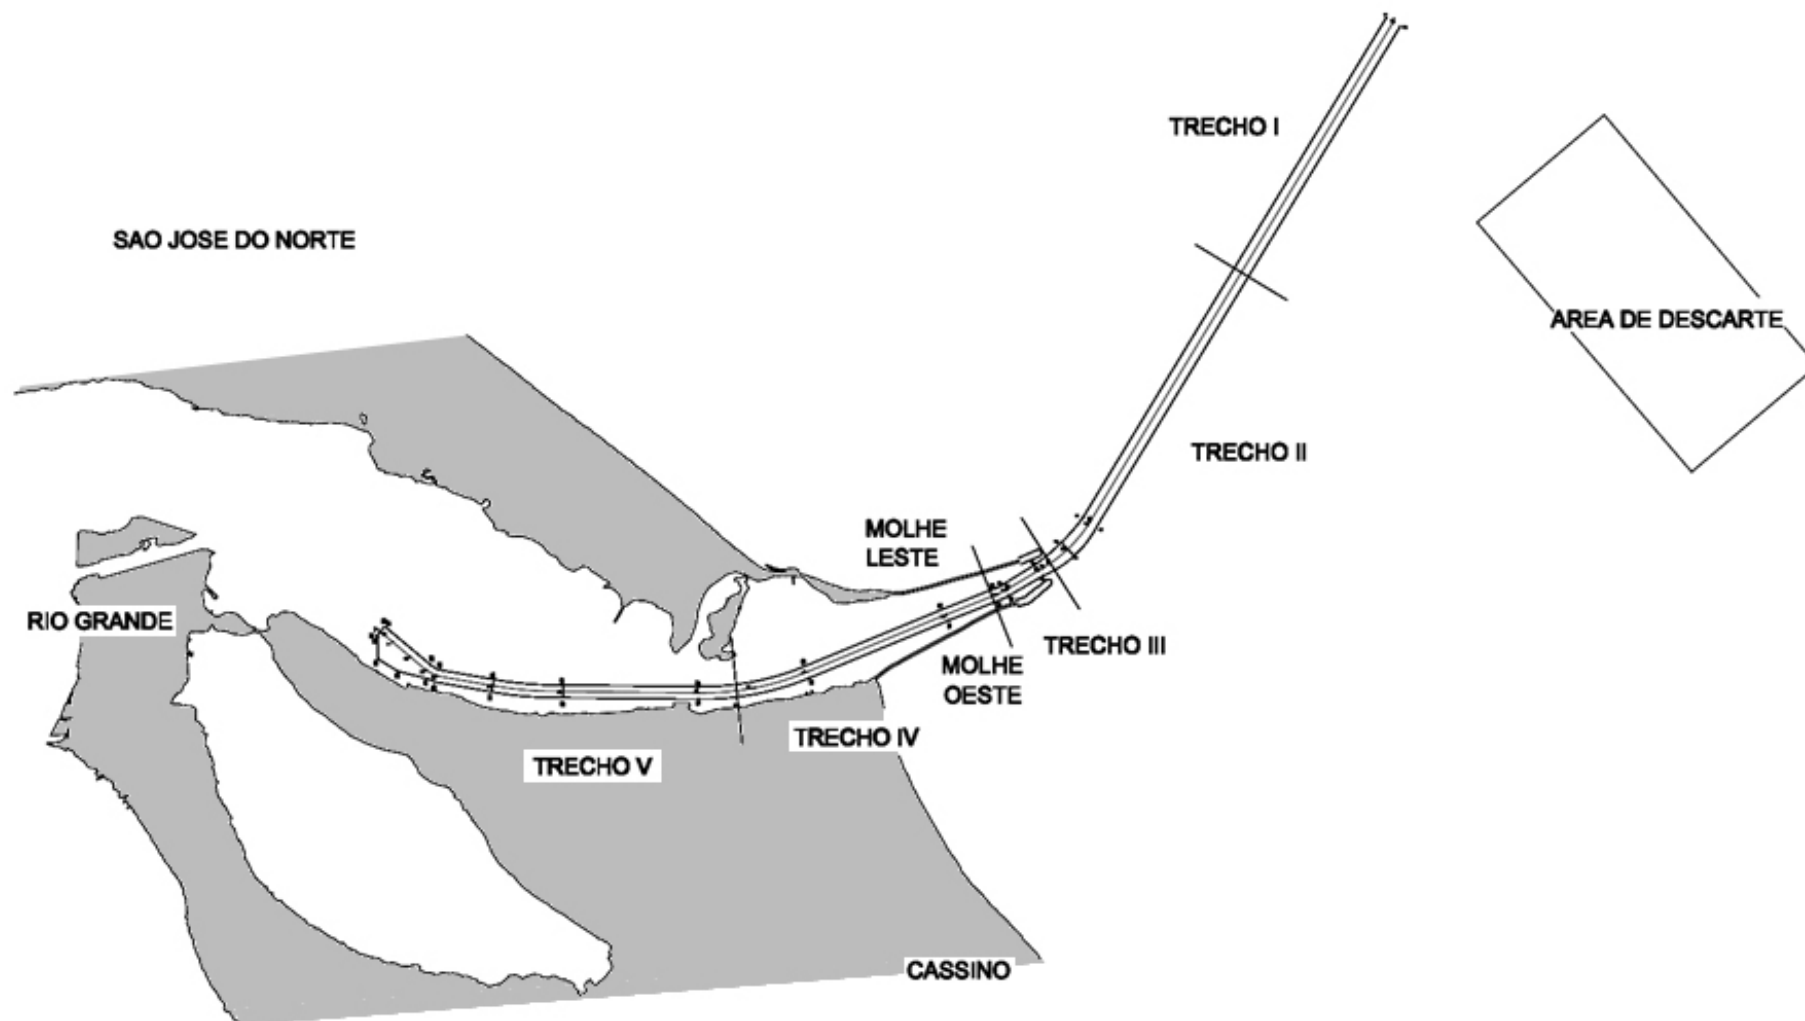 TRECHO I
SAO JOSE DO NORTE
AREA DE DESCARTE
TRECHO II
MOLHE
LESTE
RIO GRANDE
TRECHO III
MOLHE
OESTE
TRECHO IV
TRECHO V
CASSINO